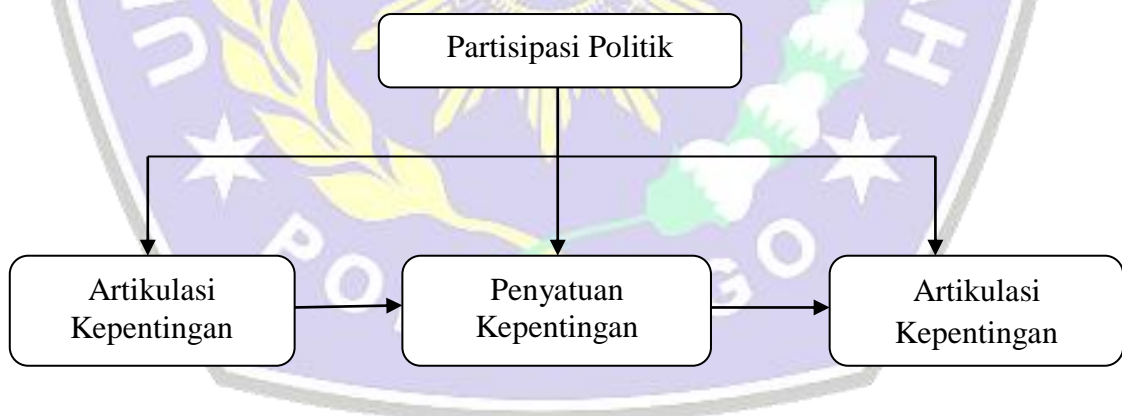 Partisipasi Politik
Artikulasi
Kepentingan
Penyatuan
Kepentingan
Artikulasi
Kepentingan